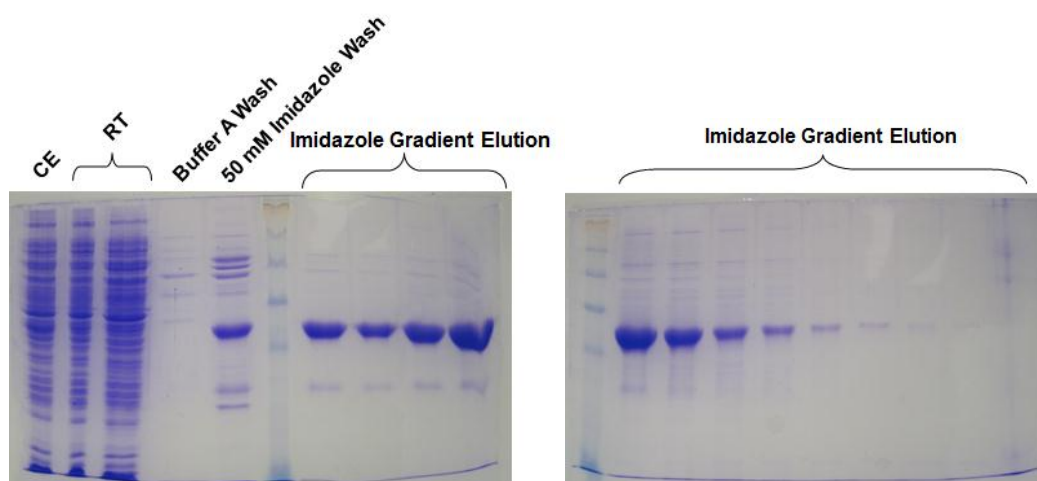 CE
RT
Buffer A Wash
50 mM Imidazole Wash
Imidazole Gradient Elution
Imidazole Gradient Elution